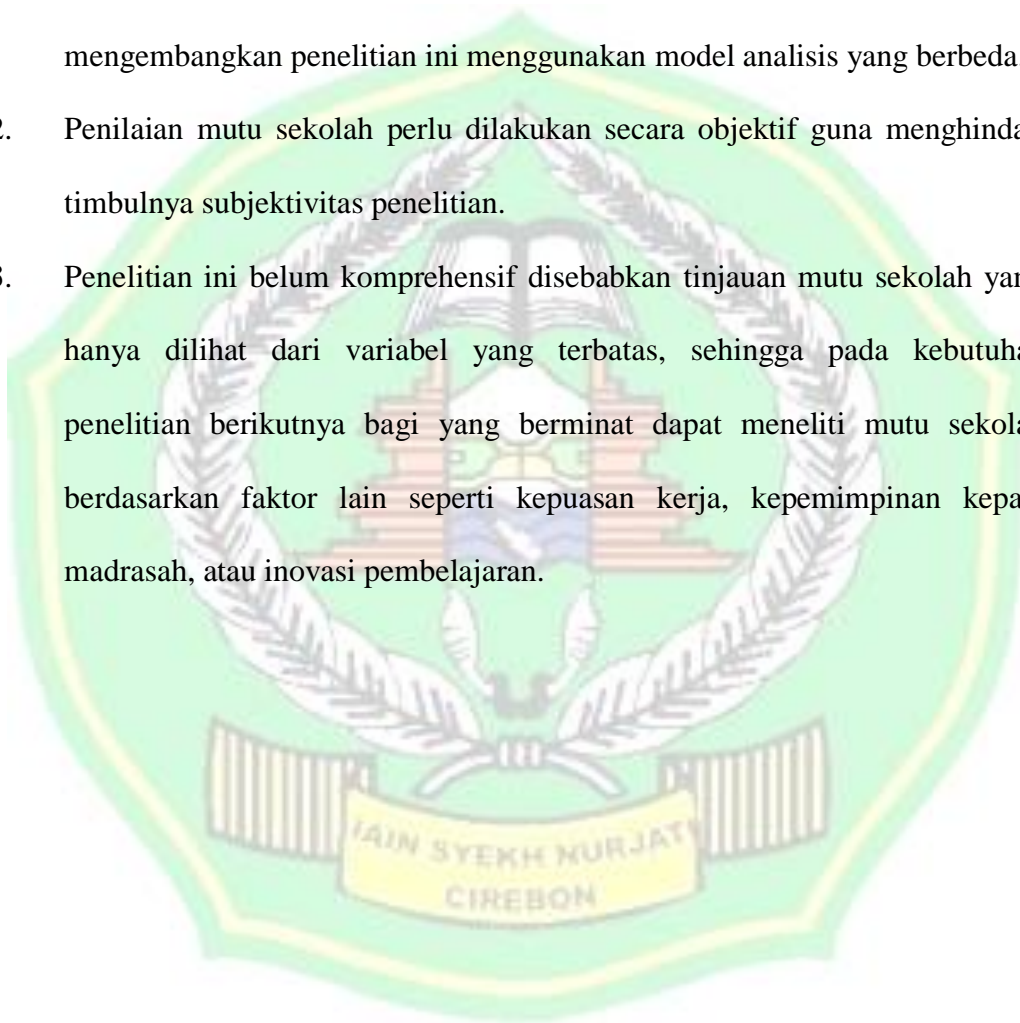 mengembangkan penelitian ini menggunakan model analisis yang berbeda.
2. Penilaian mutu sekolah perlu dilakukan secara objektif guna menghinda
timbulnya subjektivitas penelitian.
3. Penelitian ini belum komprehensif disebabkan tinjauan mutu sekolah yan
hanya dilihat dari variabel yang terbatas, sehingga pada kebutuha
penelitian berikutnya bagi yang berminat dapat meneliti mutu sekola
berdasarkan faktor lain seperti kepuasan kerja, kepemimpinan kepa
madrasah, atau inovasi pembelajaran.
IAIN SYEKH NURJATI
CIREBON